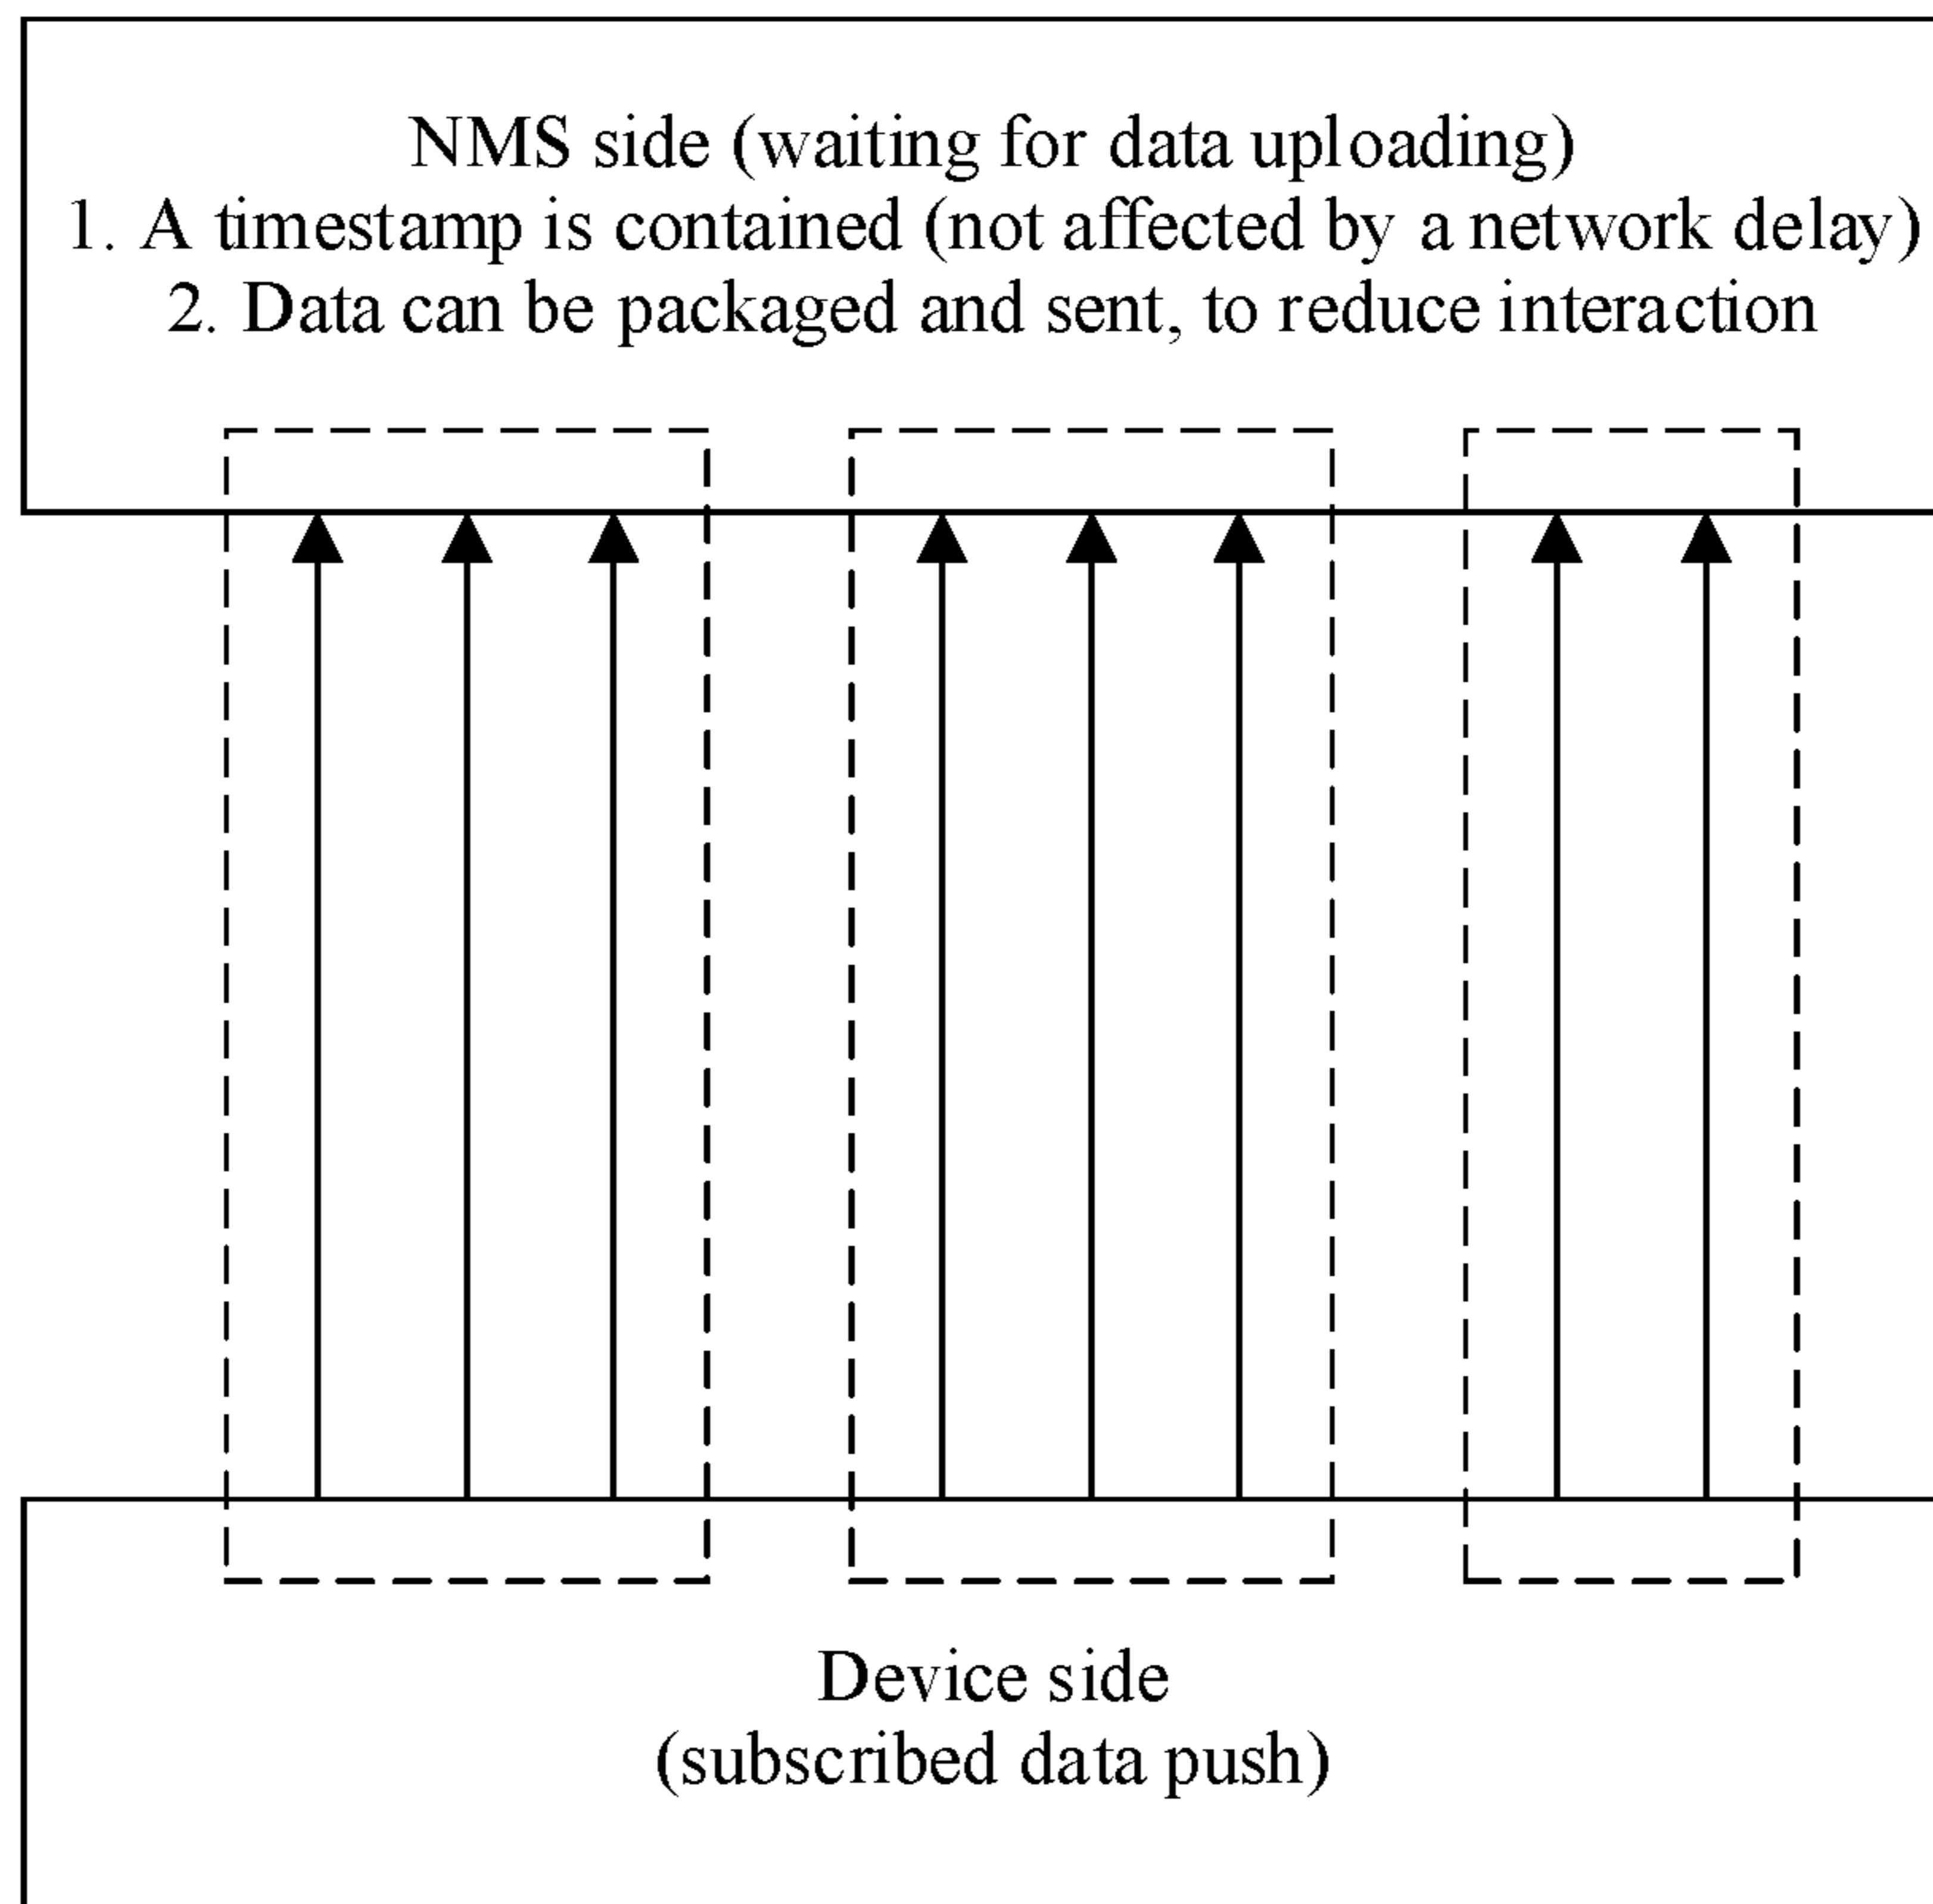 NMS side (waiting for data uploading)
1. A timestamp is contained (not affected by a network delay)
2. Data can be packaged and sent, to reduce interaction
Device side
(subscribed data push)